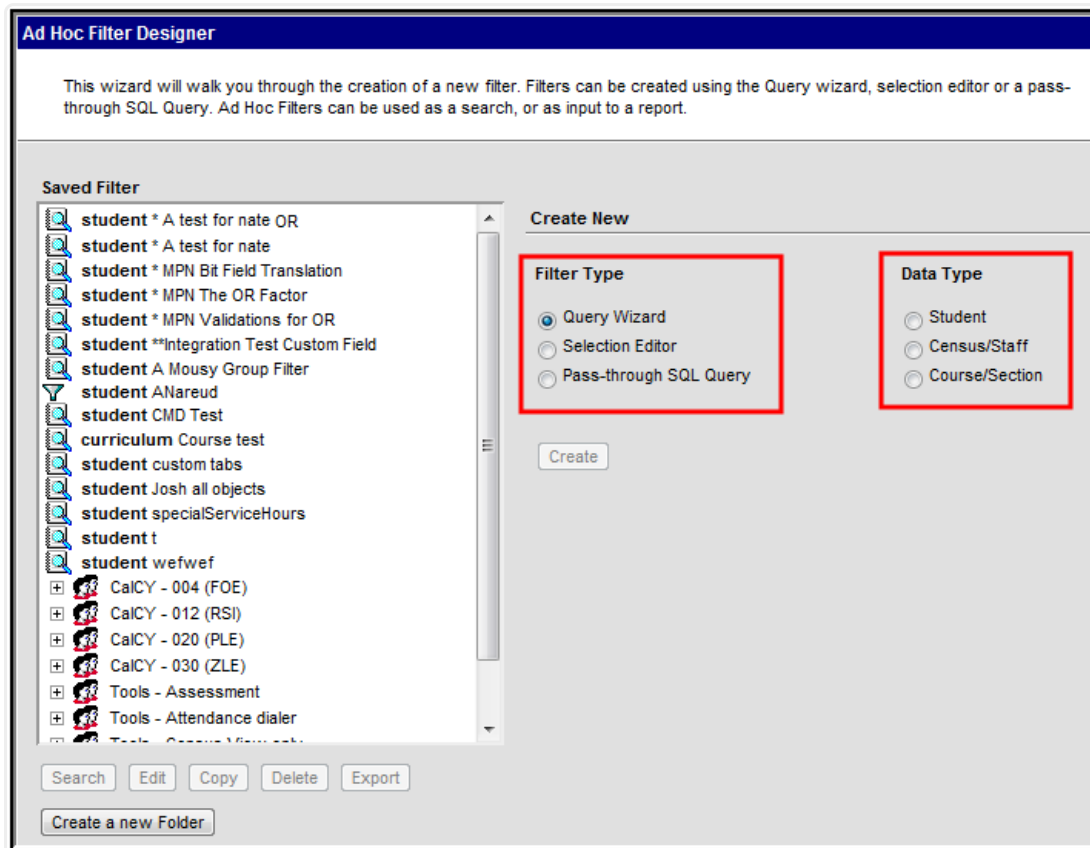 Ad Hoc Filter Designer
This wizard will walk you through the creation of a new filter. Filters can be created using the Query wizard, selection editor or a pass-
through SQL Query. Ad Hoc Filters can be used as a search, or as input to a report.
Saved Filter
student * A test for nate OR
student * A test for nate
student * MPN Bit Field Translation
student * MPN The OR Factor
student * MPN Validations for OR
student **Integration Test Custom Field
student A Mousy Group Filter
student ANareud
student CMD Test
curriculum Course test
student custom tabs
student Josh all objects
student specialServiceHours
student t
student wefwef
CalCY - 004 (FOE)
CalCY - 012 (RSI)
CalCY - 020 (PLE)
CalCY - 030 (ZLE)
Tools - Assessment
Tools - Attendance dialer
Tools - Census View only
Search Edit Copy Delete Export
Create a new Folder
Create New
Filter Type
Query Wizard
Selection Editor
Pass-through SQL Query
Create
Data Type
Student
Census/Staff
Course/Section